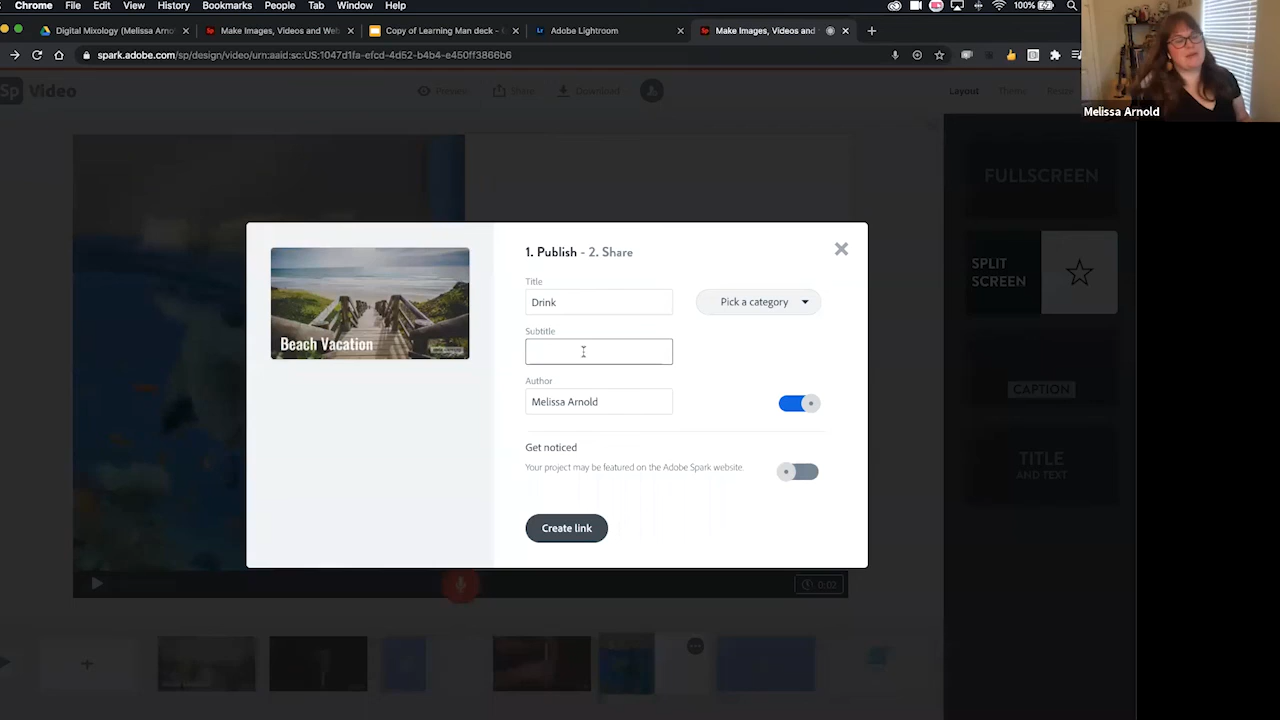 Chrome File Edit View History Bookmarks People Tab Window Help 100%
Digital Mixology (Melissa Arno Make Images, Videos and Web S Copy of Learning Man deck - G Adobe Lightroom Make Images, Videos and
spark.adobe.com/sp/design/video/urn:aaid:sc:US:1047d1fa-efcd-4d52-b4b4-e450ff385
Sp Video Preview Share Download Layout Theme Resize
Melissa Arnold
FULLSCREEN
SPLIT
SCREEN
CAPTION
TITLE
AND TEXT
1. Publish - 2. Share
Title
Drink
Pick a category
Subtitle
Beach Vacation
Author
Melissa Arnold
Get noticed
Your project may be featured on the Adobe Spark website.
Create link
0:02